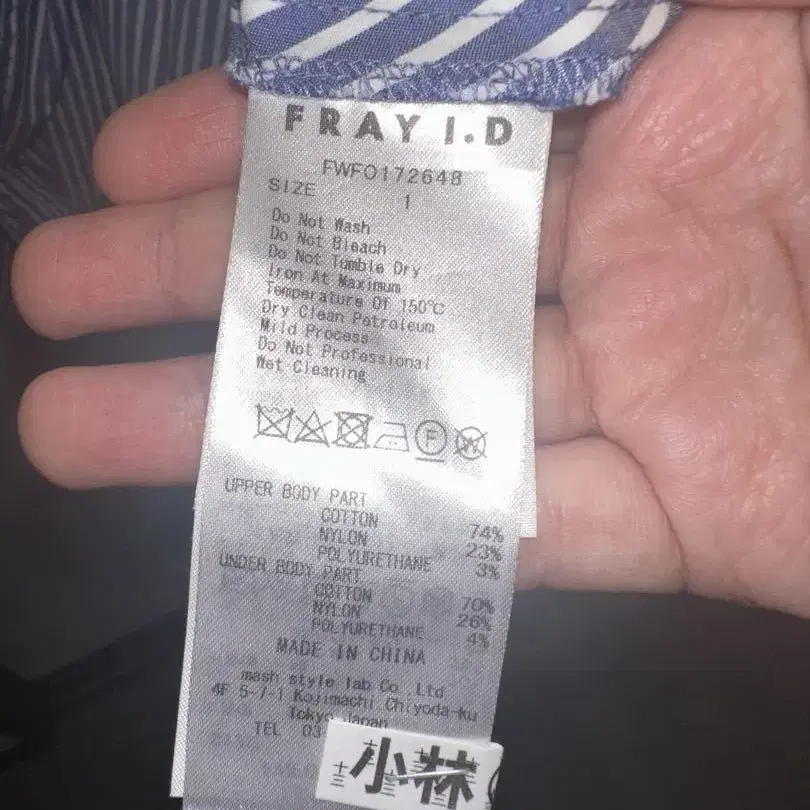 FRAY I.D
FWFO172648
SIZE 1
Do Not Wash
Do Not Bleach
Do Not Tumble Dry
Iron At Maximum
Temperature Of 150℃
Dry Clean Petroleum
Mild Process
Do Not Professional
Wet Cleaning
F W
UPPER BODY PART
COTTON 74%
NYLON 23%
POLYURETHANE 3%
UNDER BODY PART
COTTON 70%
NYLON 26%
POLYURETHANE 4%
MADE IN CHINA
mash style lab Co.,Ltd
4F 5-7-1 Kojimachi Chiyoda-ku
Tokyo Japan
TEL 03
小林